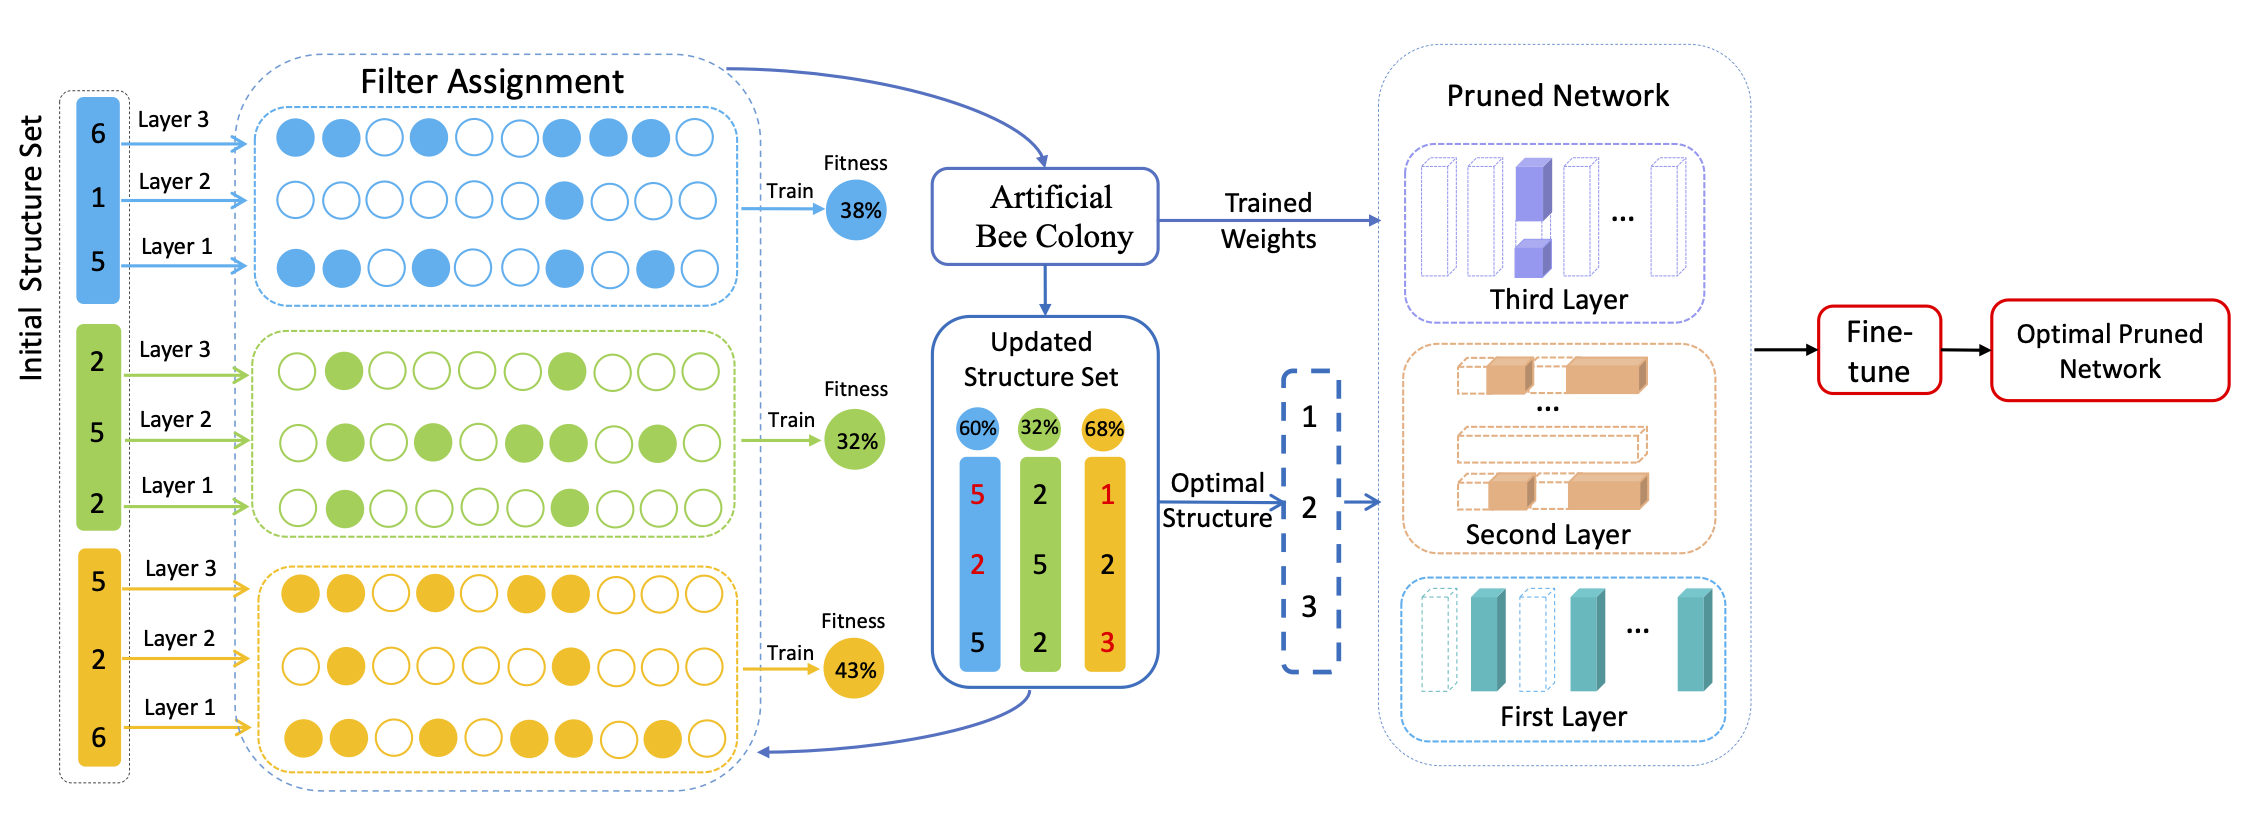 Initial Structure Set
6
1
5
2
5
2
5
2
6
Layer 3
Layer 2
Layer 1
Layer 3
Layer 2
Layer 1
Layer 3
Layer 2
Layer 1
Filter Assignment
Train
Fitness
38%
Train
Fitness
32%
Train
Fitness
43%
Artificial
Bee Colony
Updated
Structure Set
60% 32% 68%
5 2 1
2 5 2
5 2 3
Trained
Weights
Optimal
Structure
1
2
3
Pruned Network
...
Third Layer
...
Second Layer
...
First Layer
Fine-
tune
Optimal Pruned
Network